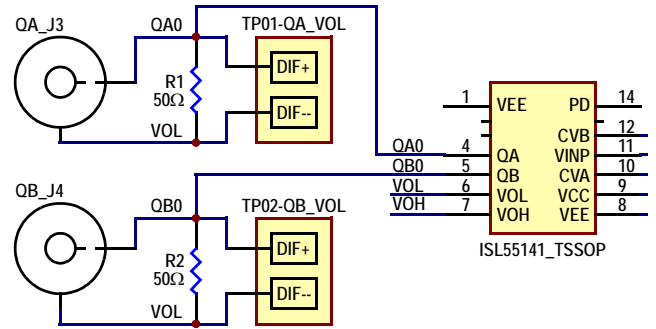 QA_J3
QA0
TP01-QA_VOL
R1
50Ω
VOL
DIF+
DIF--
QB_J4
QB0
TP02-QB_VOL
R2
50Ω
VOL
DIF+
DIF--
QA0
QB0
VOL
VOH
1
4
5
6
7
VEE
QA
QB
VOL
VOH
PD
CVB
VINP
CVA
VCC
VEE
14
12
11
10
9
8
ISL55141_TSSOP